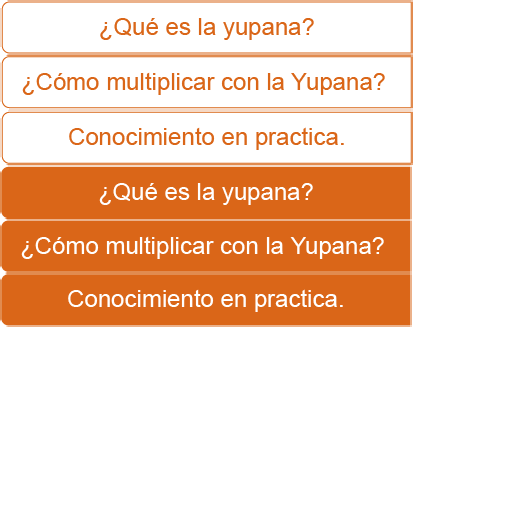 ¿Qué es la yupana?
¿Cómo multiplicar con la Yupana?
Conocimiento en practica.
¿Qué es la yupana?
¿Cómo multiplicar con la Yupana?
Conocimiento en practica.